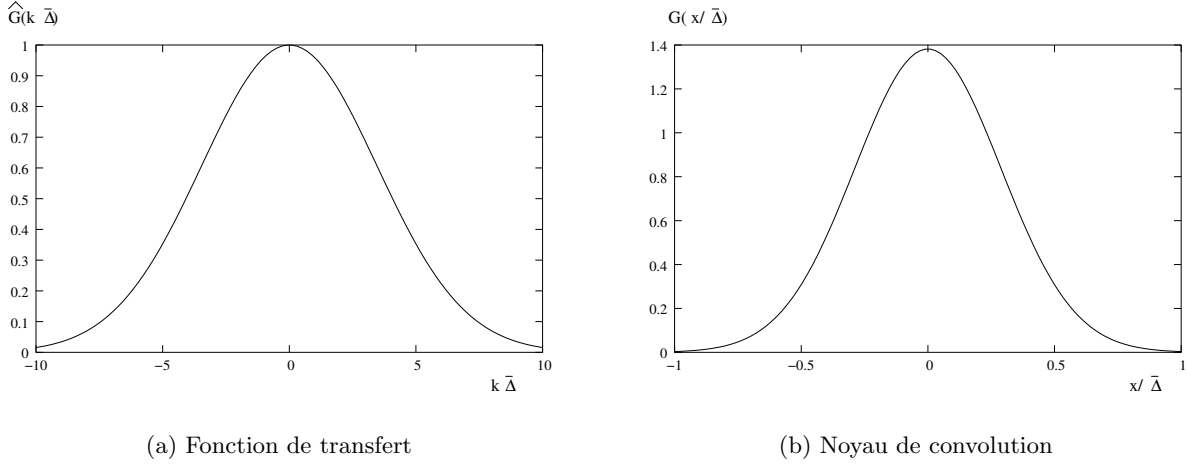 Ĝ(k Δ̄)
1
0.9
0.8
0.7
0.6
0.5
0.4
0.3
0.2
0.1
0
−10 −5 0 5 10
k Δ̄
(a) Fonction de transfert
G( x/ Δ̄)
1.4
1.2
1
0.8
0.6
0.4
0.2
0
−1 −0.5 0 0.5 1
x/ Δ̄
(b) Noyau de convolution